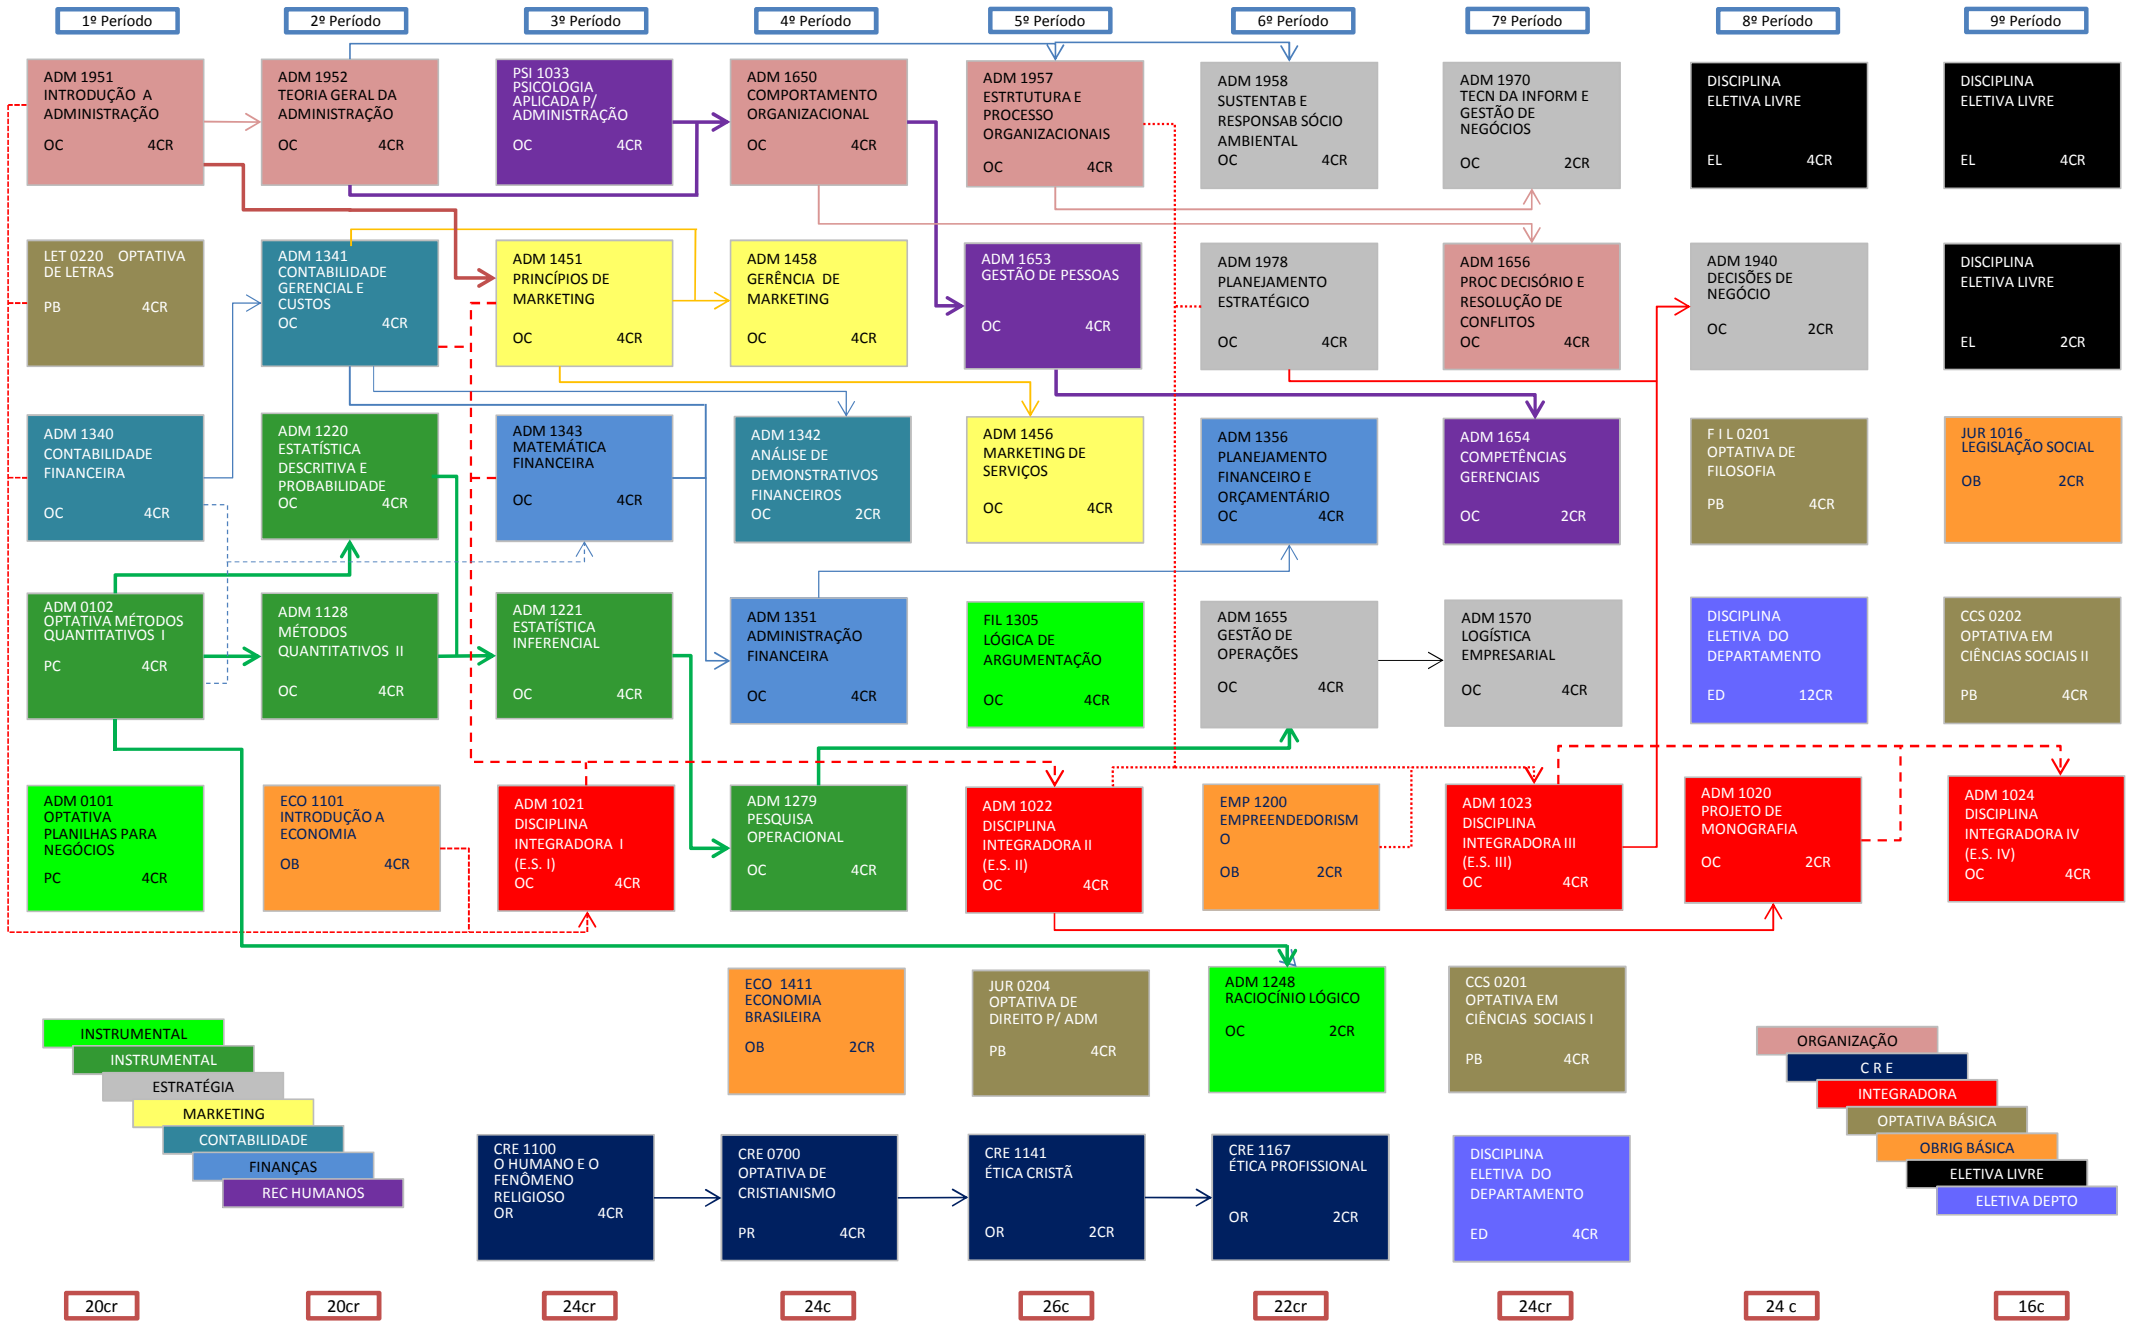 1º Período
2º Período
3º Período
4º Período
5º Período
6º Período
7º Período
8º Período
9º Período
ADM 1951
INTRODUÇÃO A
ADMINISTRAÇÃO
OC 4CR
ADM 1952
TEORIA GERAL DA
ADMINISTRAÇÃO
OC 4CR
PSI 1033
PSICOLOGIA
APLICADA P/
ADMINISTRAÇÃO
OC 4CR
ADM 1650
COMPORTAMENTO
ORGANIZACIONAL
OC 4CR
ADM 1957
ESTRTUTURA E
PROCESSO
ORGANIZACIONAIS
OC 4CR
ADM 1958
SUSTENTAB E
RESPONSAB SÓCIO
AMBIENTAL
OC 4CR
ADM 1970
TECN DA INFORM E
GESTÃO DE
NEGÓCIOS
OC 2CR
DISCIPLINA
ELETIVA LIVRE
EL 4CR
DISCIPLINA
ELETIVA LIVRE
EL 4CR
LET 0220 OPTATIVA
DE LETRAS
PB 4CR
ADM 1341
CONTABILIDADE
GERENCIAL E
CUSTOS
OC 4CR
ADM 1451
PRINCÍPIOS DE
MARKETING
OC 4CR
ADM 1458
GERÊNCIA DE
MARKETING
OC 4CR
ADM 1653
GESTÃO DE PESSOAS
OC 4CR
ADM 1978
PLANEJAMENTO
ESTRATÉGICO
OC 4CR
ADM 1656
PROC DECISÓRIO E
RESOLUÇÃO DE
CONFLITOS
OC 4CR
ADM 1940
DECISÕES DE
NEGÓCIO
OC 2CR
DISCIPLINA
ELETIVA LIVRE
EL 2CR
ADM 1340
CONTABILIDADE
FINANCEIRA
OC 4CR
ADM 1220
ESTATÍSTICA
DESCRITIVA E
PROBABILIDADE
OC 4CR
ADM 1343
MATEMÁTICA
FINANCEIRA
OC 4CR
ADM 1342
ANÁLISE DE
DEMONSTRATIVOS
FINANCEIROS
OC 2CR
ADM 1456
MARKETING DE
SERVIÇOS
OC 4CR
ADM 1356
PLANEJAMENTO
FINANCEIRO E
ORÇAMENTÁRIO
OC 4CR
ADM 1654
COMPETÊNCIAS
GERENCIAIS
OC 2CR
F I L 0201
OPTATIVA DE
FILOSOFIA
PB 4CR
JUR 1016
LEGISLAÇÃO SOCIAL
OB 2CR
ADM 0102
OPTATIVA MÉTODOS
QUANTITATIVOS I
PC 4CR
ADM 1128
MÉTODOS
QUANTITATIVOS II
OC 4CR
ADM 1221
ESTATÍSTICA
INFERENCIAL
OC 4CR
ADM 1351
ADMINISTRAÇÃO
FINANCEIRA
OC 4CR
FIL 1305
LÓGICA DE
ARGUMENTAÇÃO
OC 4CR
ADM 1655
GESTÃO DE
OPERAÇÕES
OC 4CR
ADM 1570
LOGÍSTICA
EMPRESARIAL
OC 4CR
DISCIPLINA
ELETIVA DO
DEPARTAMENTO
ED 12CR
CCS 0202
OPTATIVA EM
CIÊNCIAS SOCIAIS II
PB 4CR
ADM 0101
OPTATIVA
PLANILHAS PARA
NEGÓCIOS
PC 4CR
ECO 1101
INTRODUÇÃO A
ECONOMIA
OB 4CR
ADM 1021
DISCIPLINA
INTEGRADORA I
(E.S. I)
OC 4CR
ADM 1279
PESQUISA
OPERACIONAL
OC 4CR
ADM 1022
DISCIPLINA
INTEGRADORA II
(E.S. II)
OC 4CR
EMP 1200
EMPREENDEDORISM
O
OB 2CR
ADM 1023
DISCIPLINA
INTEGRADORA III
(E.S. III)
OC 4CR
ADM 1020
PROJETO DE
MONOGRAFIA
OC 2CR
ADM 1024
DISCIPLINA
INTEGRADORA IV
(E.S. IV)
OC 4CR
ECO 1411
ECONOMIA
BRASILEIRA
OB 2CR
JUR 0204
OPTATIVA DE
DIREITO P/ ADM
PB 4CR
ADM 1248
RACIOCÍNIO LÓGICO
OC 2CR
CCS 0201
OPTATIVA EM
CIÊNCIAS SOCIAIS I
PB 4CR
INSTRUMENTAL
INSTRUMENTAL
ESTRATÉGIA
MARKETING
CONTABILIDADE
FINANÇAS
REC HUMANOS
ORGANIZAÇÃO
C R E
INTEGRADORA
OPTATIVA BÁSICA
OBRIG BÁSICA
ELETIVA LIVRE
ELETIVA DEPTO
CRE 1100
O HUMANO E O
FENÔMENO
RELIGIOSO
OR 4CR
CRE 0700
OPTATIVA DE
CRISTIANISMO
PR 4CR
CRE 1141
ÉTICA CRISTÃ
OR 2CR
CRE 1167
ÉTICA PROFISSIONAL
OR 2CR
DISCIPLINA
ELETIVA DO
DEPARTAMENTO
ED 4CR
20cr
20cr
24cr
24c
26c
22cr
24cr
24 c
16c